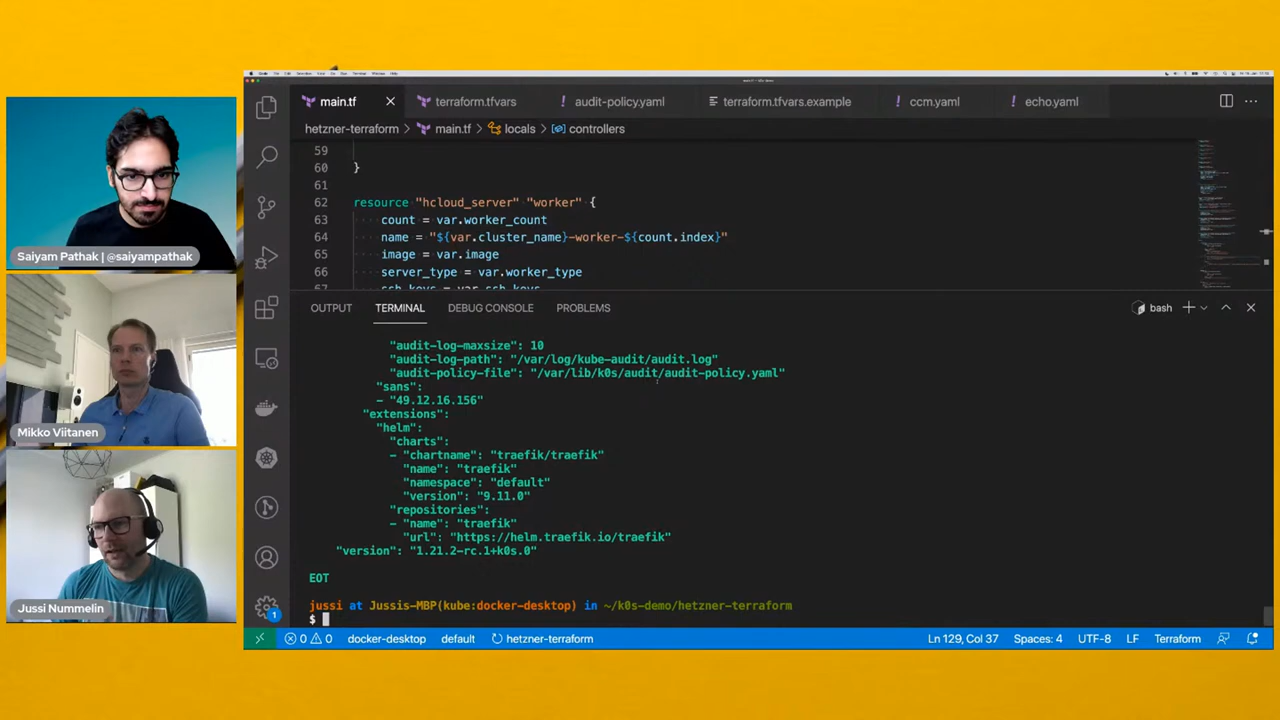 Saiyam Pathak | @saiyampathak
Mikko Viitanen
Jussi Nummelin
main.tf
terraform.tfvars
audit-policy.yaml
terraform.tfvars.example
ccm.yaml
echo.yaml
hetzner-terraform > main.tf > locals > controllers
59
60 }
61
62 resource "hcloud_server" "worker" {
63 count = var.worker_count
64 name = "${var.cluster_name}-worker-${count.index}"
65 image = var.image
66 server_type = var.worker_type
67 ssh_keys = var.ssh_keys
OUTPUT
TERMINAL
DEBUG CONSOLE
PROBLEMS
bash
"audit-log-maxsize": 10
"audit-log-path": "/var/log/kube-audit/audit.log"
"audit-policy-file": "/var/lib/k0s/audit/audit-policy.yaml"
"sans":
- "49.12.16.156"
"extensions":
"helm":
"charts":
- "chartname": "traefik/traefik"
"name": "traefik"
"namespace": "default"
"version": "9.11.0"
"repositories":
- "name": "traefik"
"url": "https://helm.traefik.io/traefik"
"version": "1.21.2-rc.1+k0s.0"
EOT
jussi at Jussis-MBP(kube:docker-desktop) in ~/k0s-demo/hetzner-terraform
$
1
0 0
docker-desktop
default
hetzner-terraform
Ln 129, Col 37
Spaces: 4
UTF-8
LF
Terraform